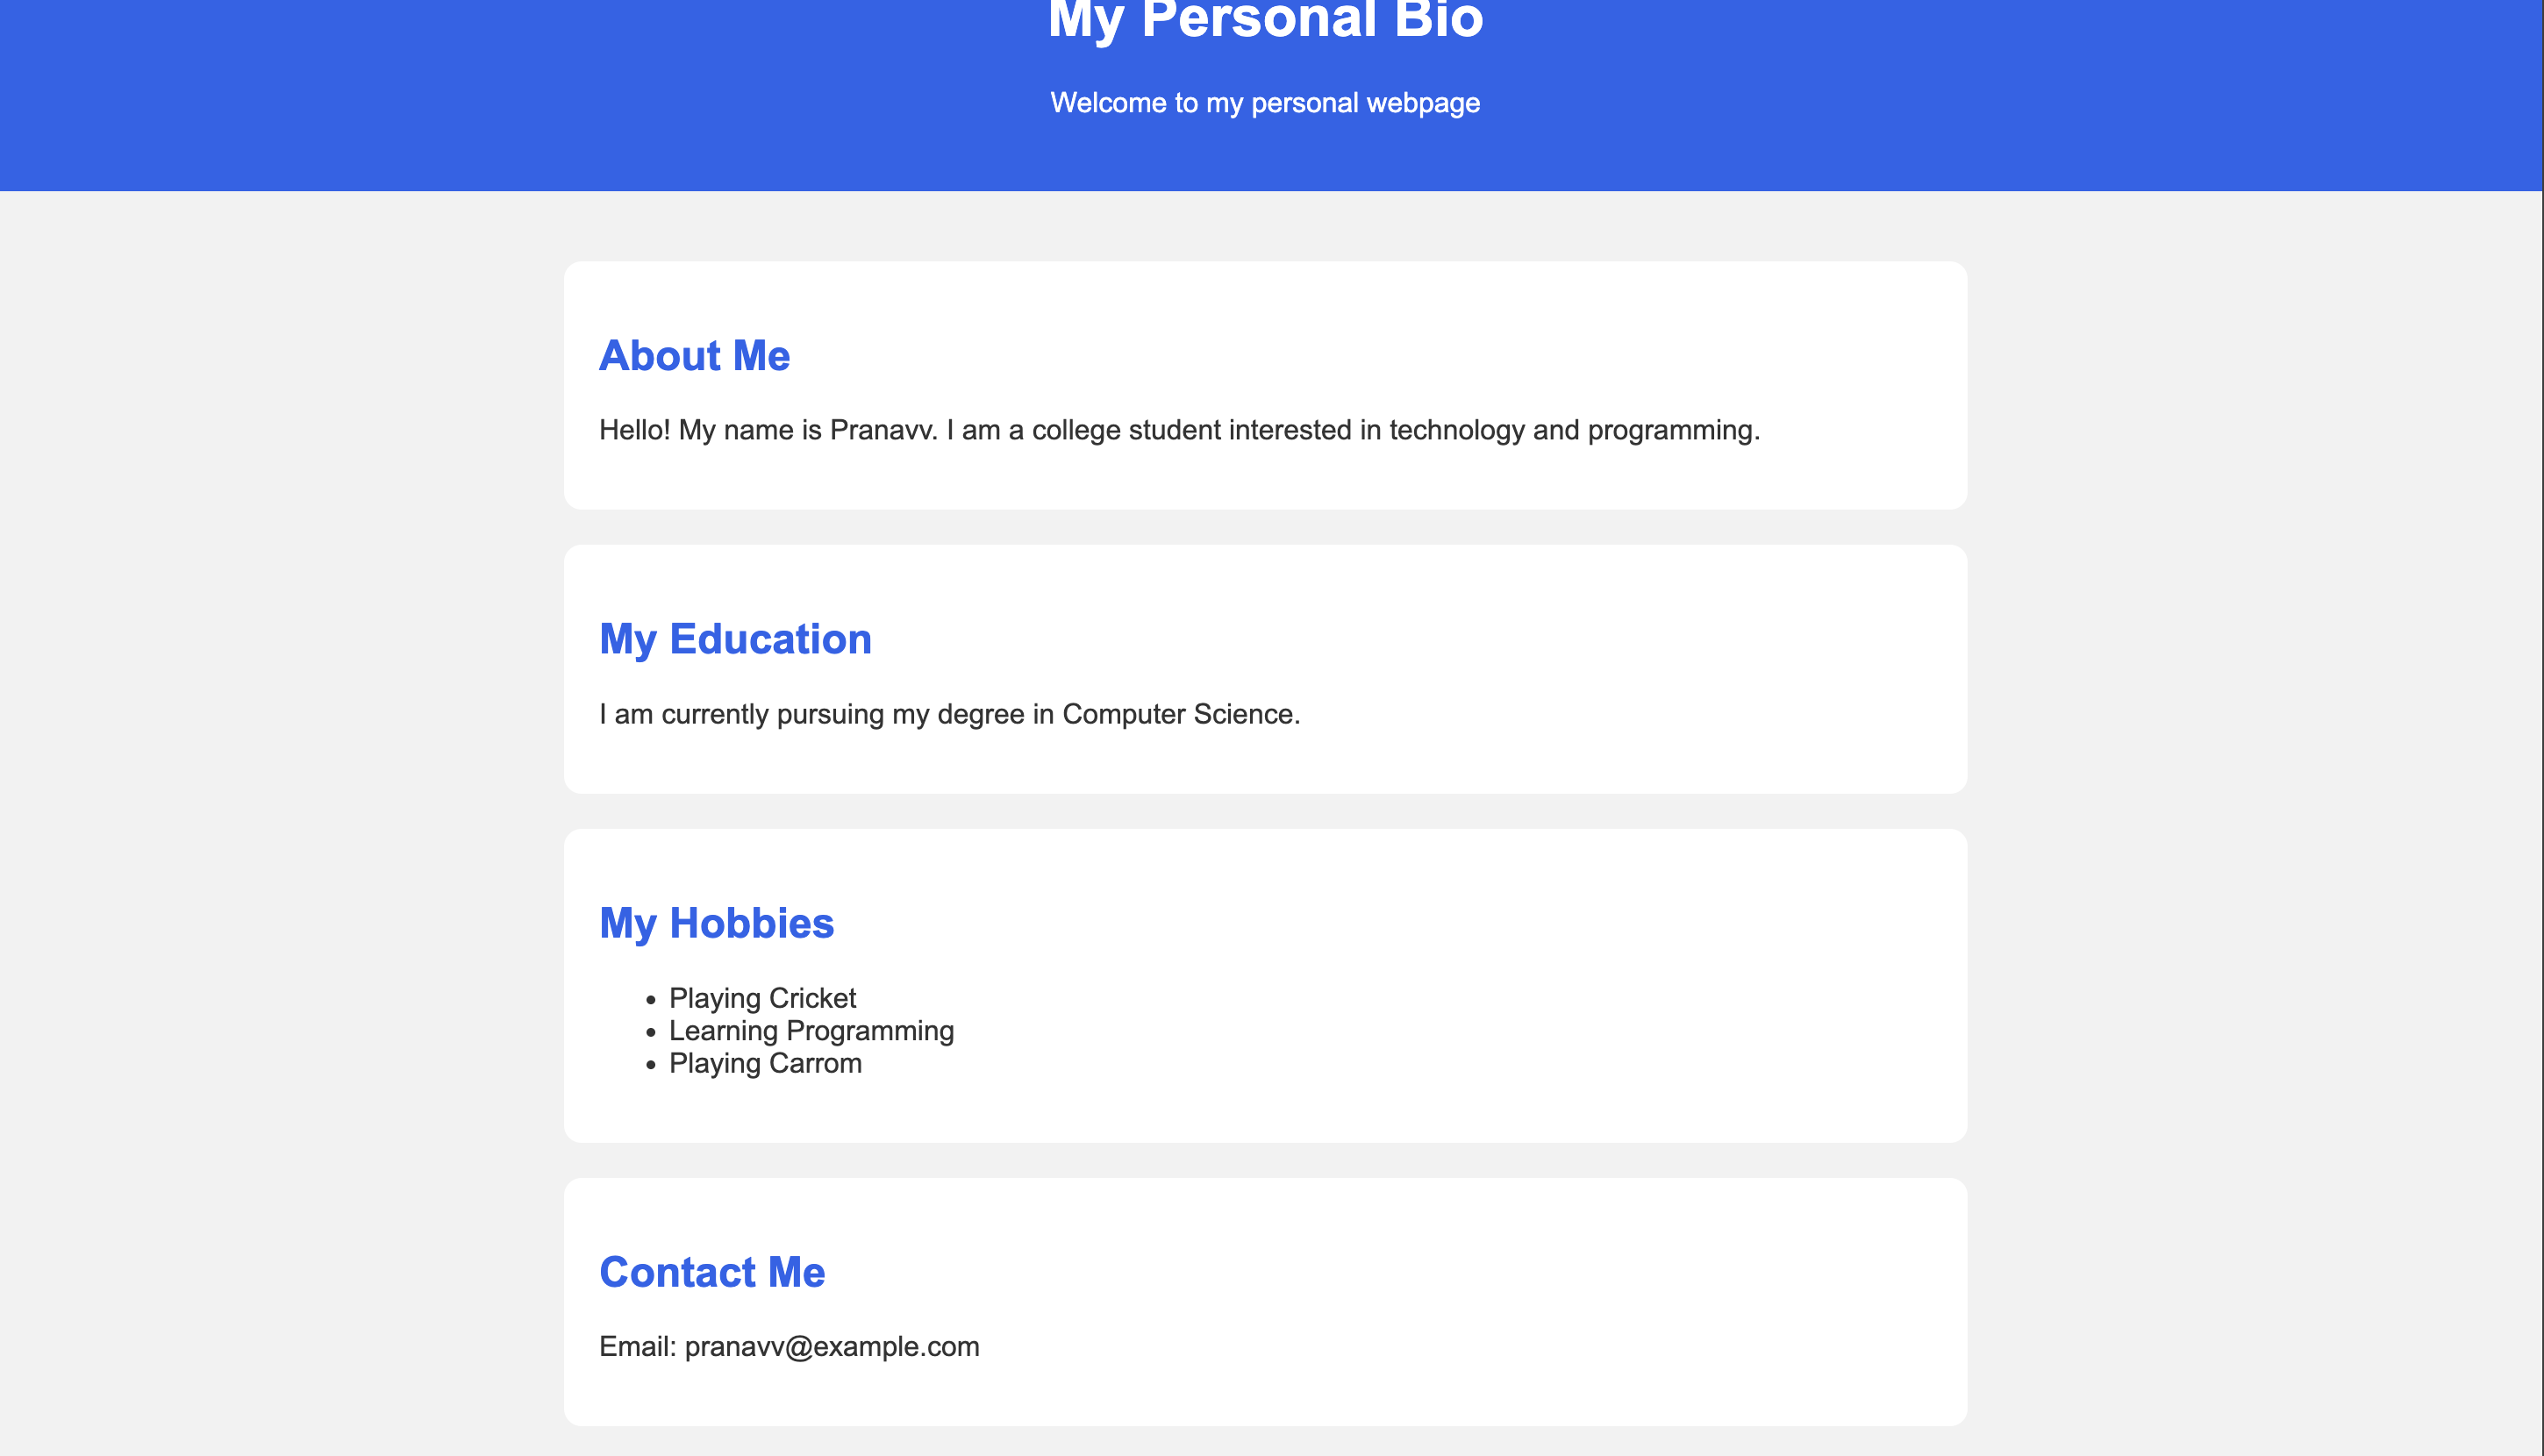 My Personal Bio
Welcome to my personal webpage
About Me
Hello! My name is Pranavv. I am a college student interested in technology and programming.
My Education
I am currently pursuing my degree in Computer Science.
My Hobbies
• Playing Cricket
• Learning Programming
• Playing Carrom
Contact Me
Email: pranavv@example.com